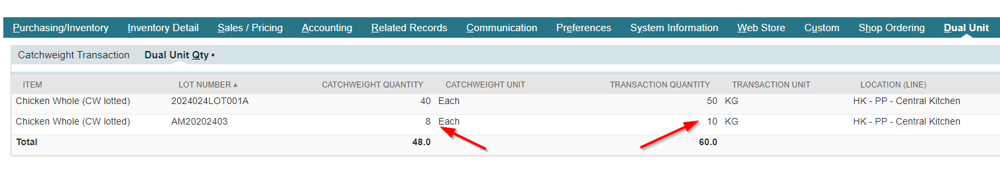 Purchasing/Inventory Inventory Detail Sales / Pricing Accounting Related Records Communication Preferences System Information Web Store Custom Shop Ordering Dual Unit
Catchweight Transaction Dual Unit Qty •
ITEM LOT NUMBER ▲ CATCHWEIGHT QUANTITY CATCHWEIGHT UNIT TRANSACTION QUANTITY TRANSACTION UNIT LOCATION (LINE)
Chicken Whole (CW lotted) 2024024LOT001A 40 Each 50 KG HK - PP - Central Kitchen
Chicken Whole (CW lotted) AM20202403 8 Each 10 KG HK - PP - Central Kitchen
Total 48.0 60.0